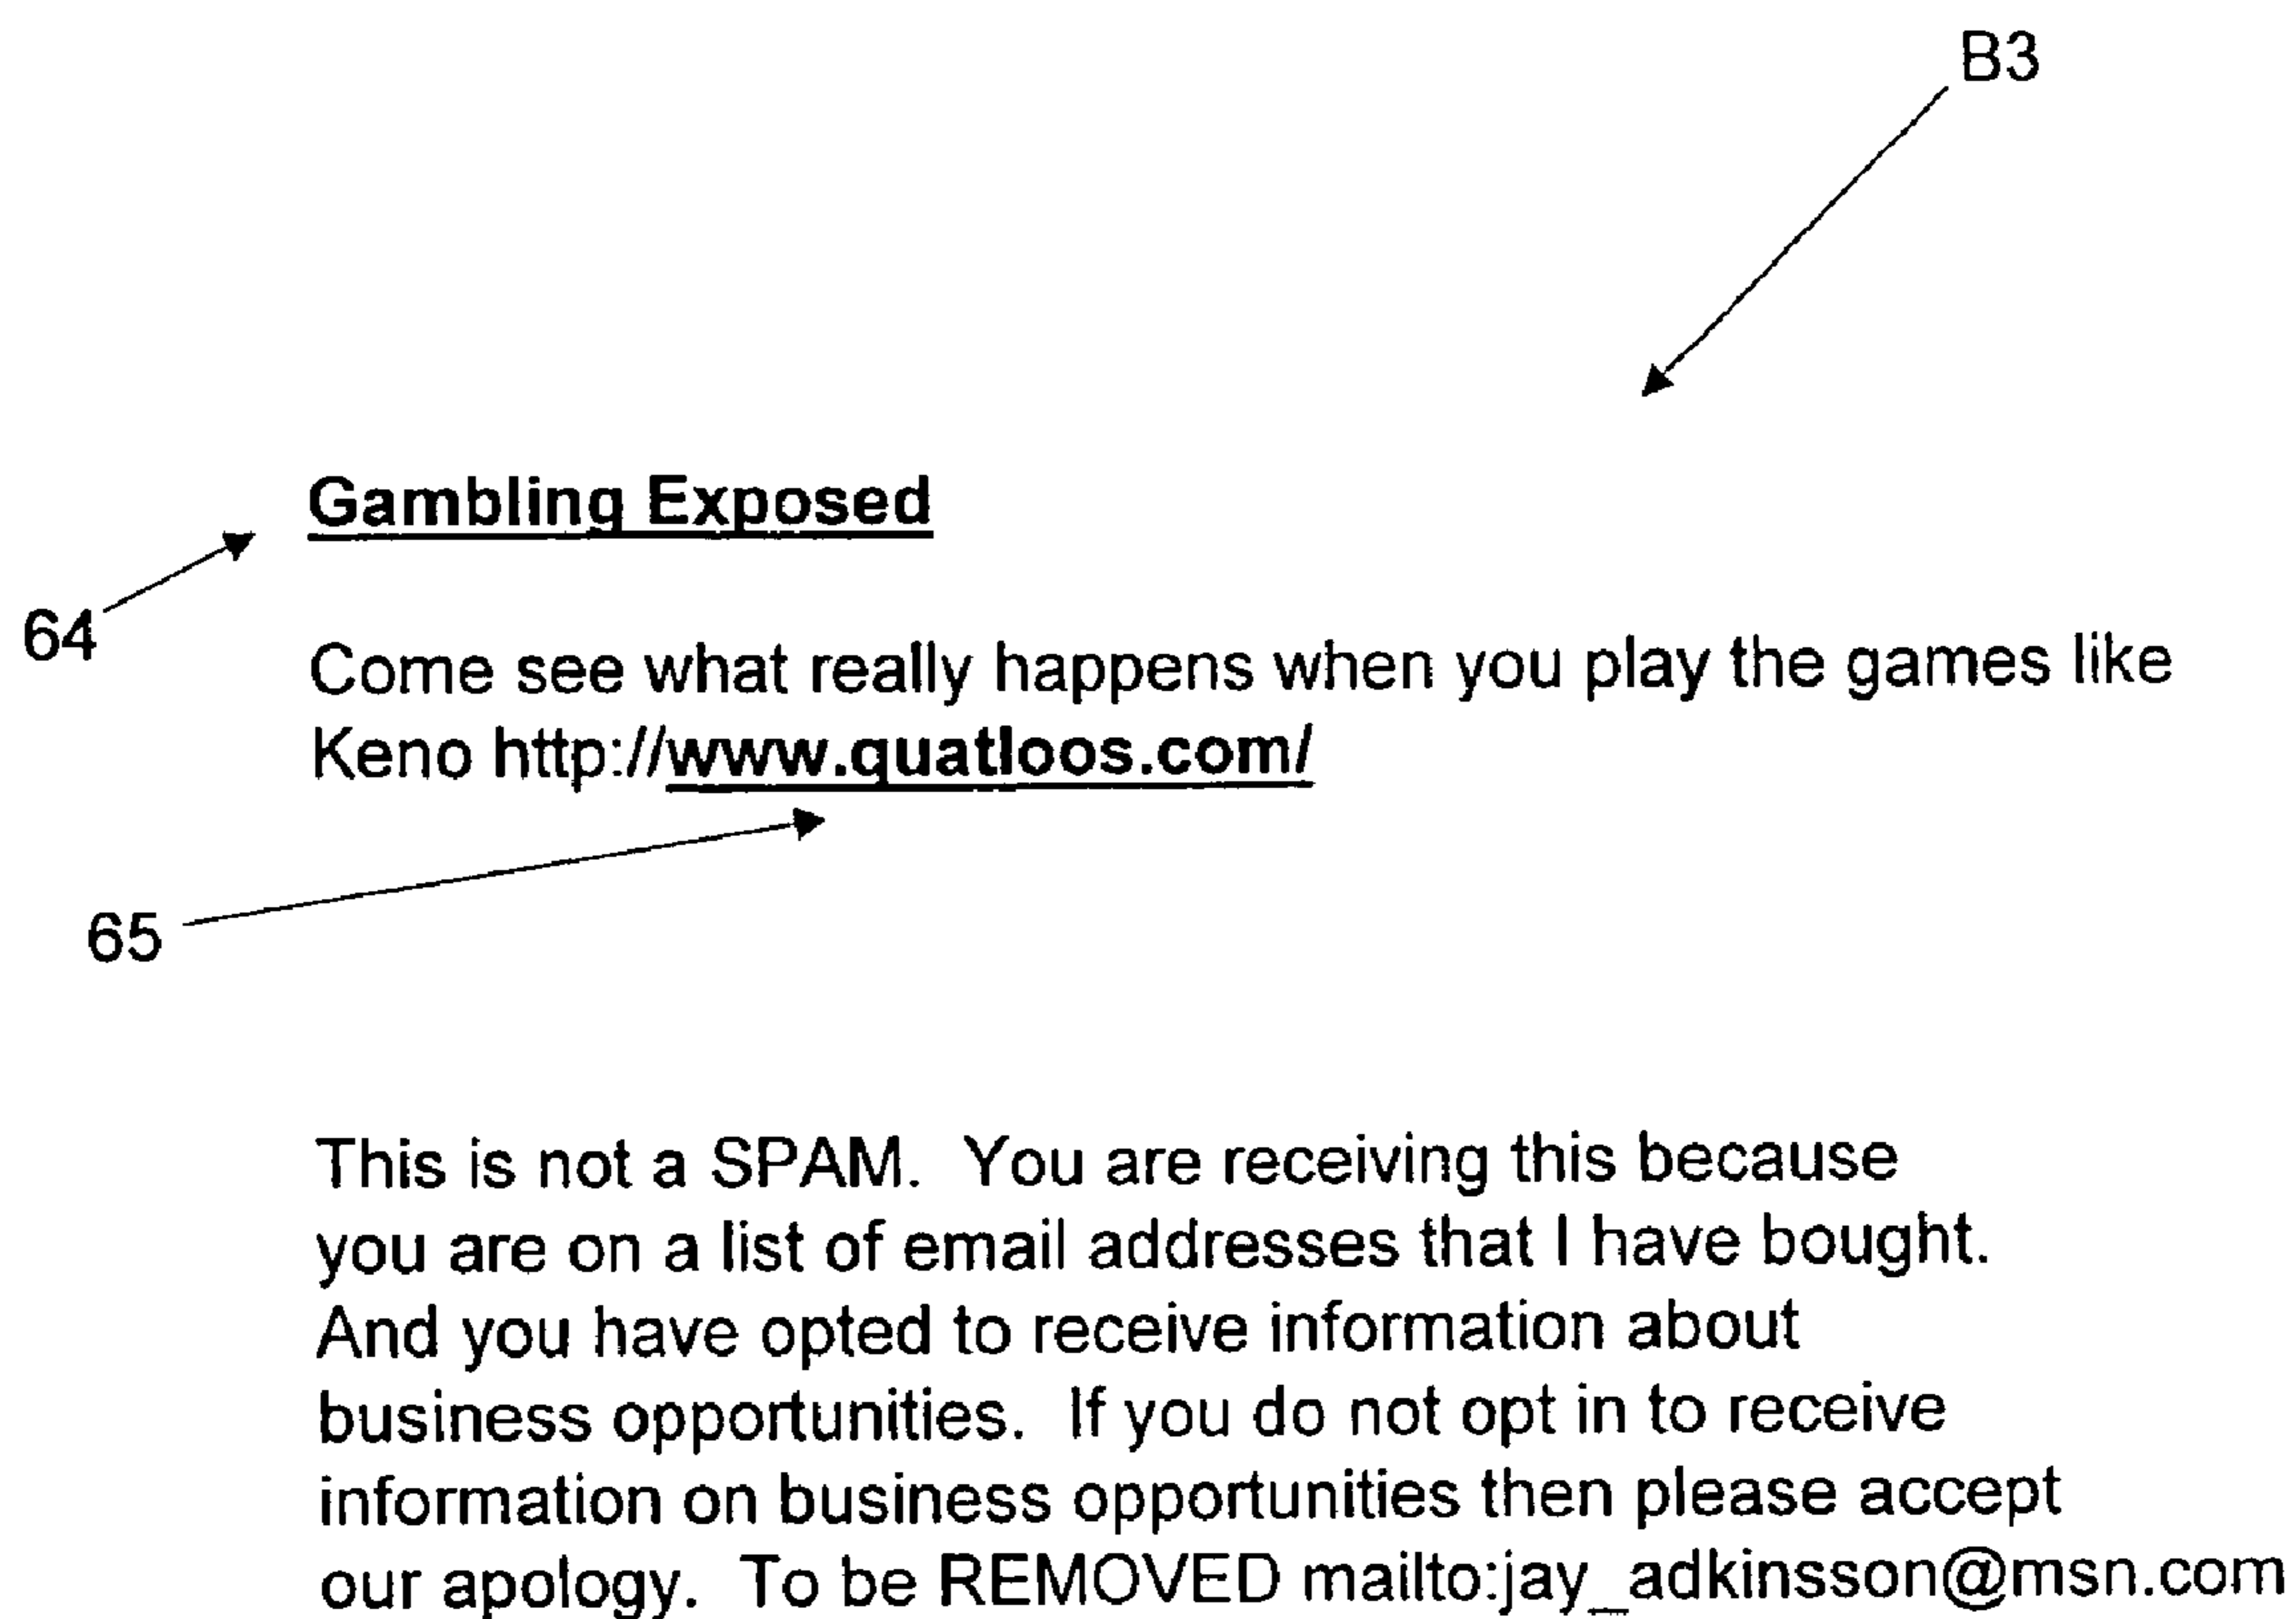 B3
Gambling Exposed
64
Come see what really happens when you play the games like
Keno http://www.quatloos.com/
65
This is not a SPAM.  You are receiving this because
you are on a list of email addresses that I have bought.
And you have opted to receive information about
business opportunities.  If you do not opt in to receive
information on business opportunities then please accept
our apology.  To be REMOVED mailto:jay_adkinsson@msn.com